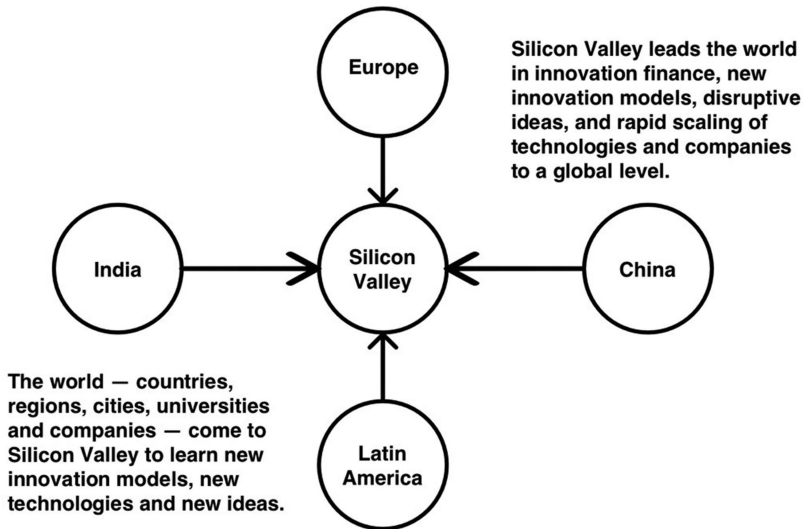 Europe
Silicon Valley leads the world
in innovation finance, new
innovation models, disruptive
ideas, and rapid scaling of
technologies and companies
to a global level.
India
Silicon
Valley
China
The world — countries,
regions, cities, universities
and companies — come to
Silicon Valley to learn new
innovation models, new
technologies and new ideas.
Latin
America